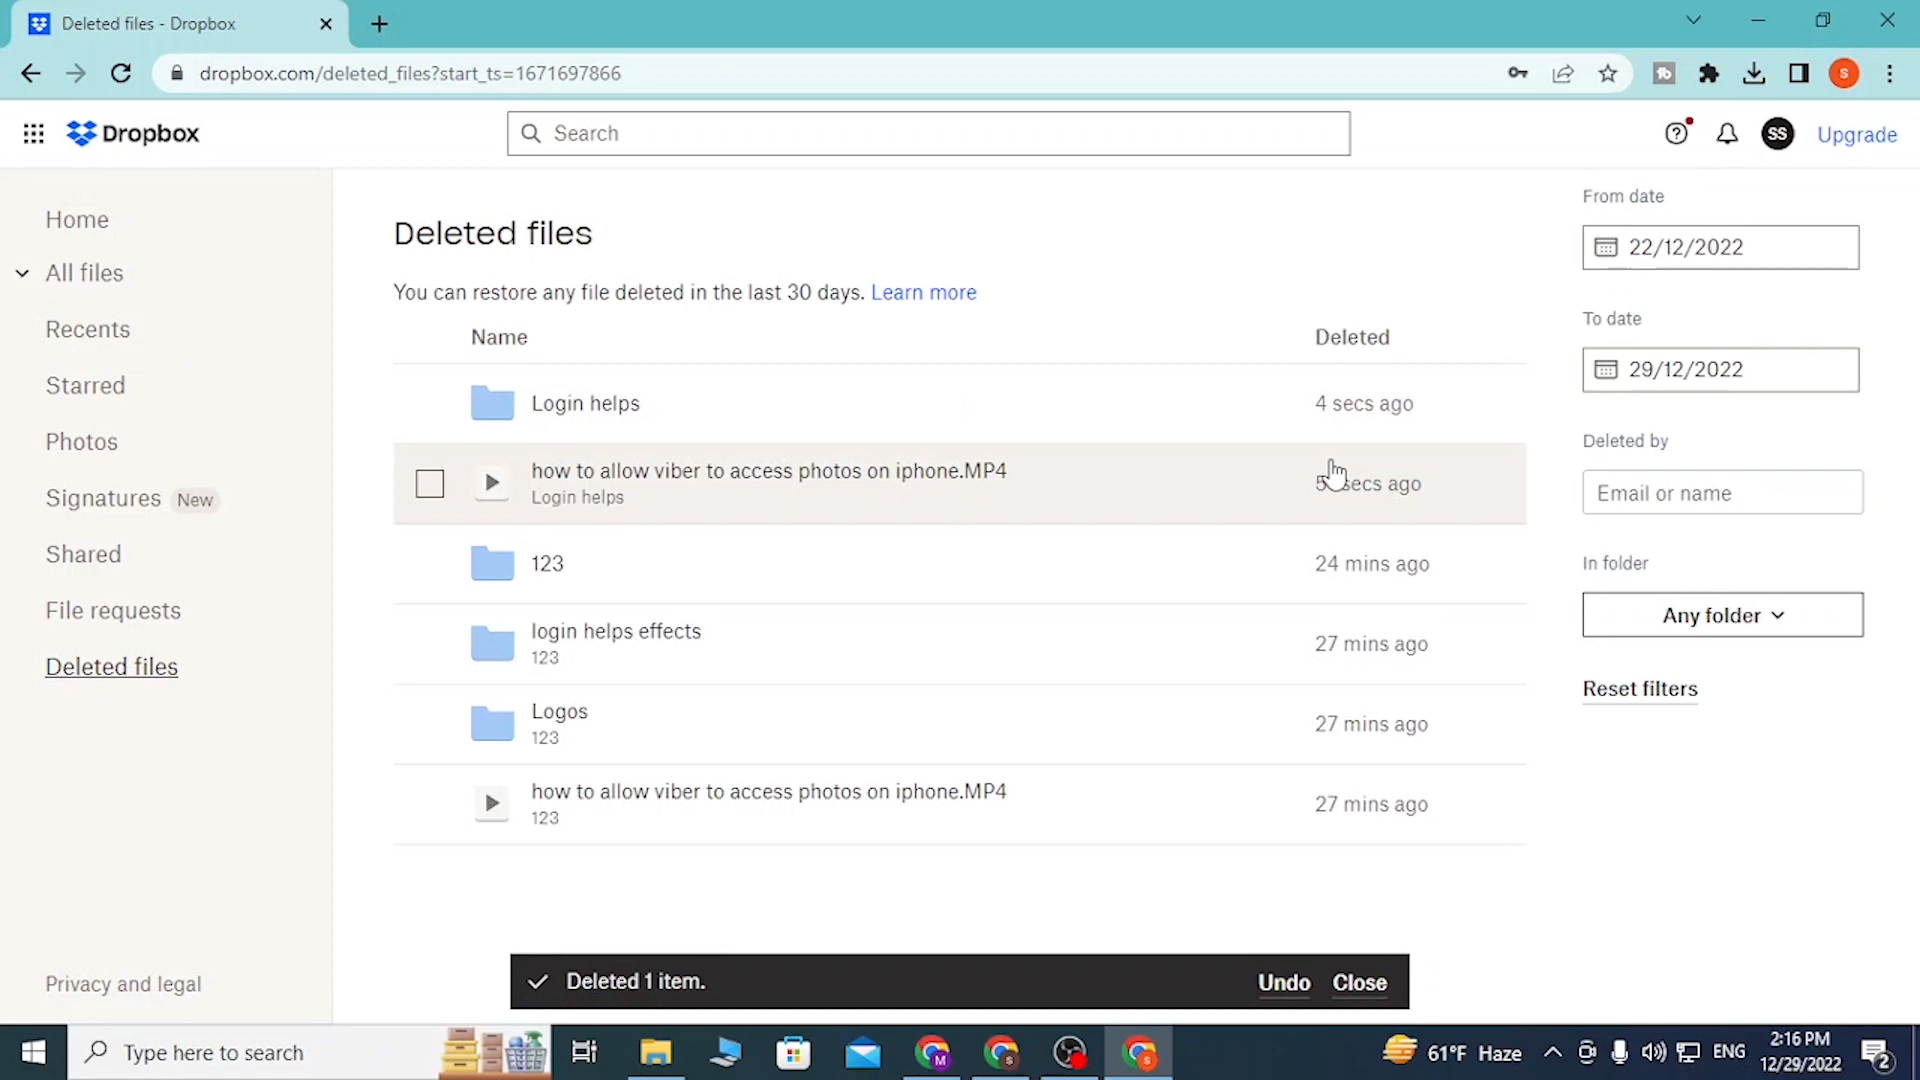 Deleted files - Dropbox
dropbox.com/deleted_files?start_ts=1671697866
S
Dropbox
Search
SS
Upgrade
Home
All files
Recents
Starred
Photos
Signatures New
Shared
File requests
Deleted files
Privacy and legal
Deleted files
You can restore any file deleted in the last 30 days. Learn more
Name Deleted
Login helps 4 secs ago
how to allow viber to access photos on iphone.MP4
Login helps
secs ago
123 24 mins ago
login helps effects
123
27 mins ago
Logos
123
27 mins ago
how to allow viber to access photos on iphone.MP4
123
27 mins ago
From date
22/12/2022
To date
29/12/2022
Deleted by
Email or name
In folder
Any folder
Reset filters
Deleted 1 item. Undo Close
Type here to search
M
S
S
61°F Haze
ENG
2:16 PM
12/29/2022
2